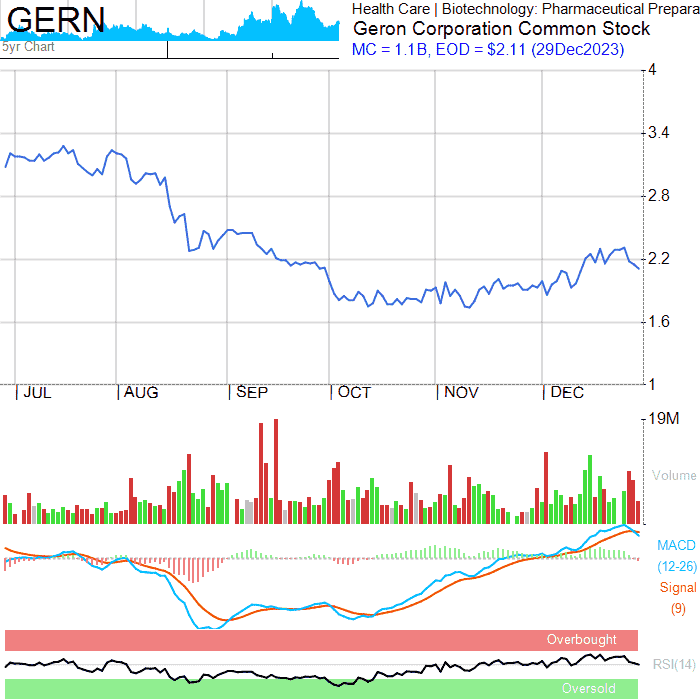 GERN
Health Care | Biotechnology: Pharmaceutical Prepara
Geron Corporation Common Stock
5yr Chart
MC = 1.1B, EOD = $2.11 (29Dec2023)
4
3.4
2.8
2.2
1.6
1
JUL AUG SEP OCT NOV DEC
19M
Volume
MACD
(12-26)
Signal
(9)
Overbought
RSI(14)
Oversold